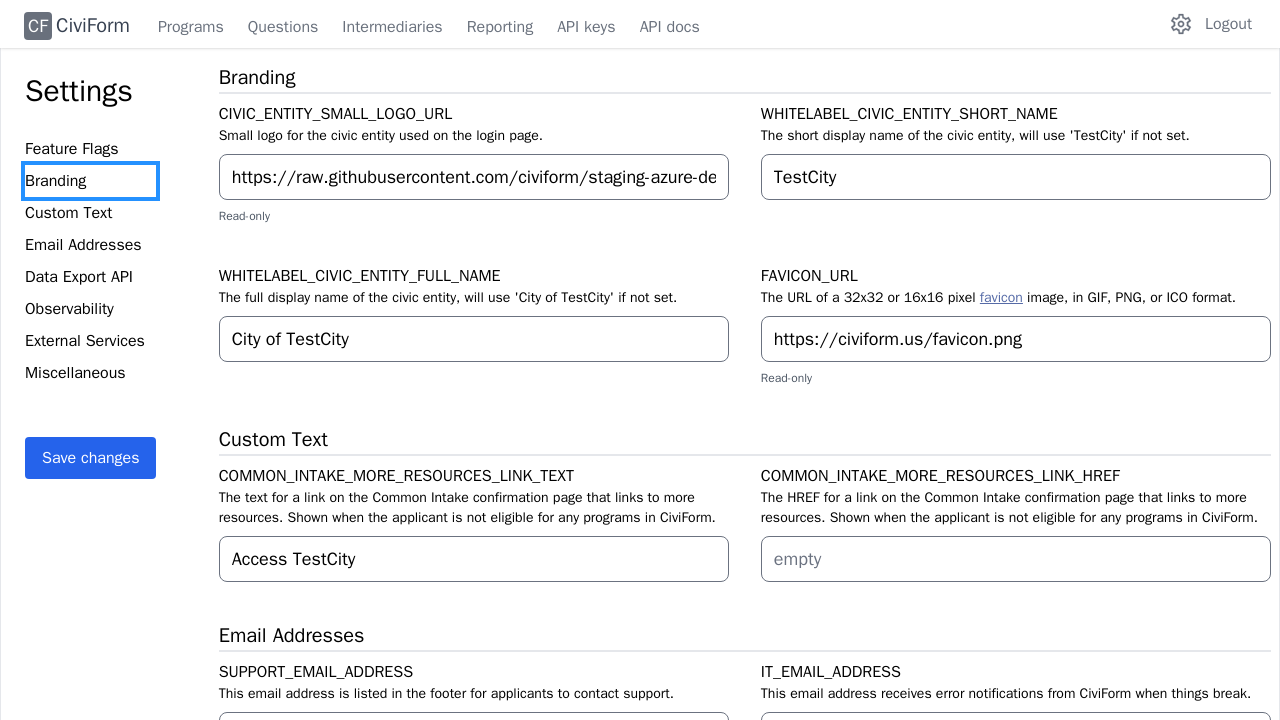 CF CiviForm Programs Questions Intermediaries Reporting API keys API docs Logout
Settings
Feature Flags
Branding
Custom Text
Email Addresses
Data Export API
Observability
External Services
Miscellaneous
Save changes
Branding
CIVIC_ENTITY_SMALL_LOGO_URL
Small logo for the civic entity used on the login page.
https://raw.githubusercontent.com/civiform/staging-azure-de
Read-only
WHITELABEL_CIVIC_ENTITY_SHORT_NAME
The short display name of the civic entity, will use 'TestCity' if not set.
TestCity
WHITELABEL_CIVIC_ENTITY_FULL_NAME
The full display name of the civic entity, will use 'City of TestCity' if not set.
City of TestCity
FAVICON_URL
The URL of a 32x32 or 16x16 pixel favicon image, in GIF, PNG, or ICO format.
https://civiform.us/favicon.png
Read-only
Custom Text
COMMON_INTAKE_MORE_RESOURCES_LINK_TEXT
The text for a link on the Common Intake confirmation page that links to more
resources. Shown when the applicant is not eligible for any programs in CiviForm.
Access TestCity
COMMON_INTAKE_MORE_RESOURCES_LINK_HREF
The HREF for a link on the Common Intake confirmation page that links to more
resources. Shown when the applicant is not eligible for any programs in CiviForm.
empty
Email Addresses
SUPPORT_EMAIL_ADDRESS
This email address is listed in the footer for applicants to contact support.
IT_EMAIL_ADDRESS
This email address receives error notifications from CiviForm when things break.